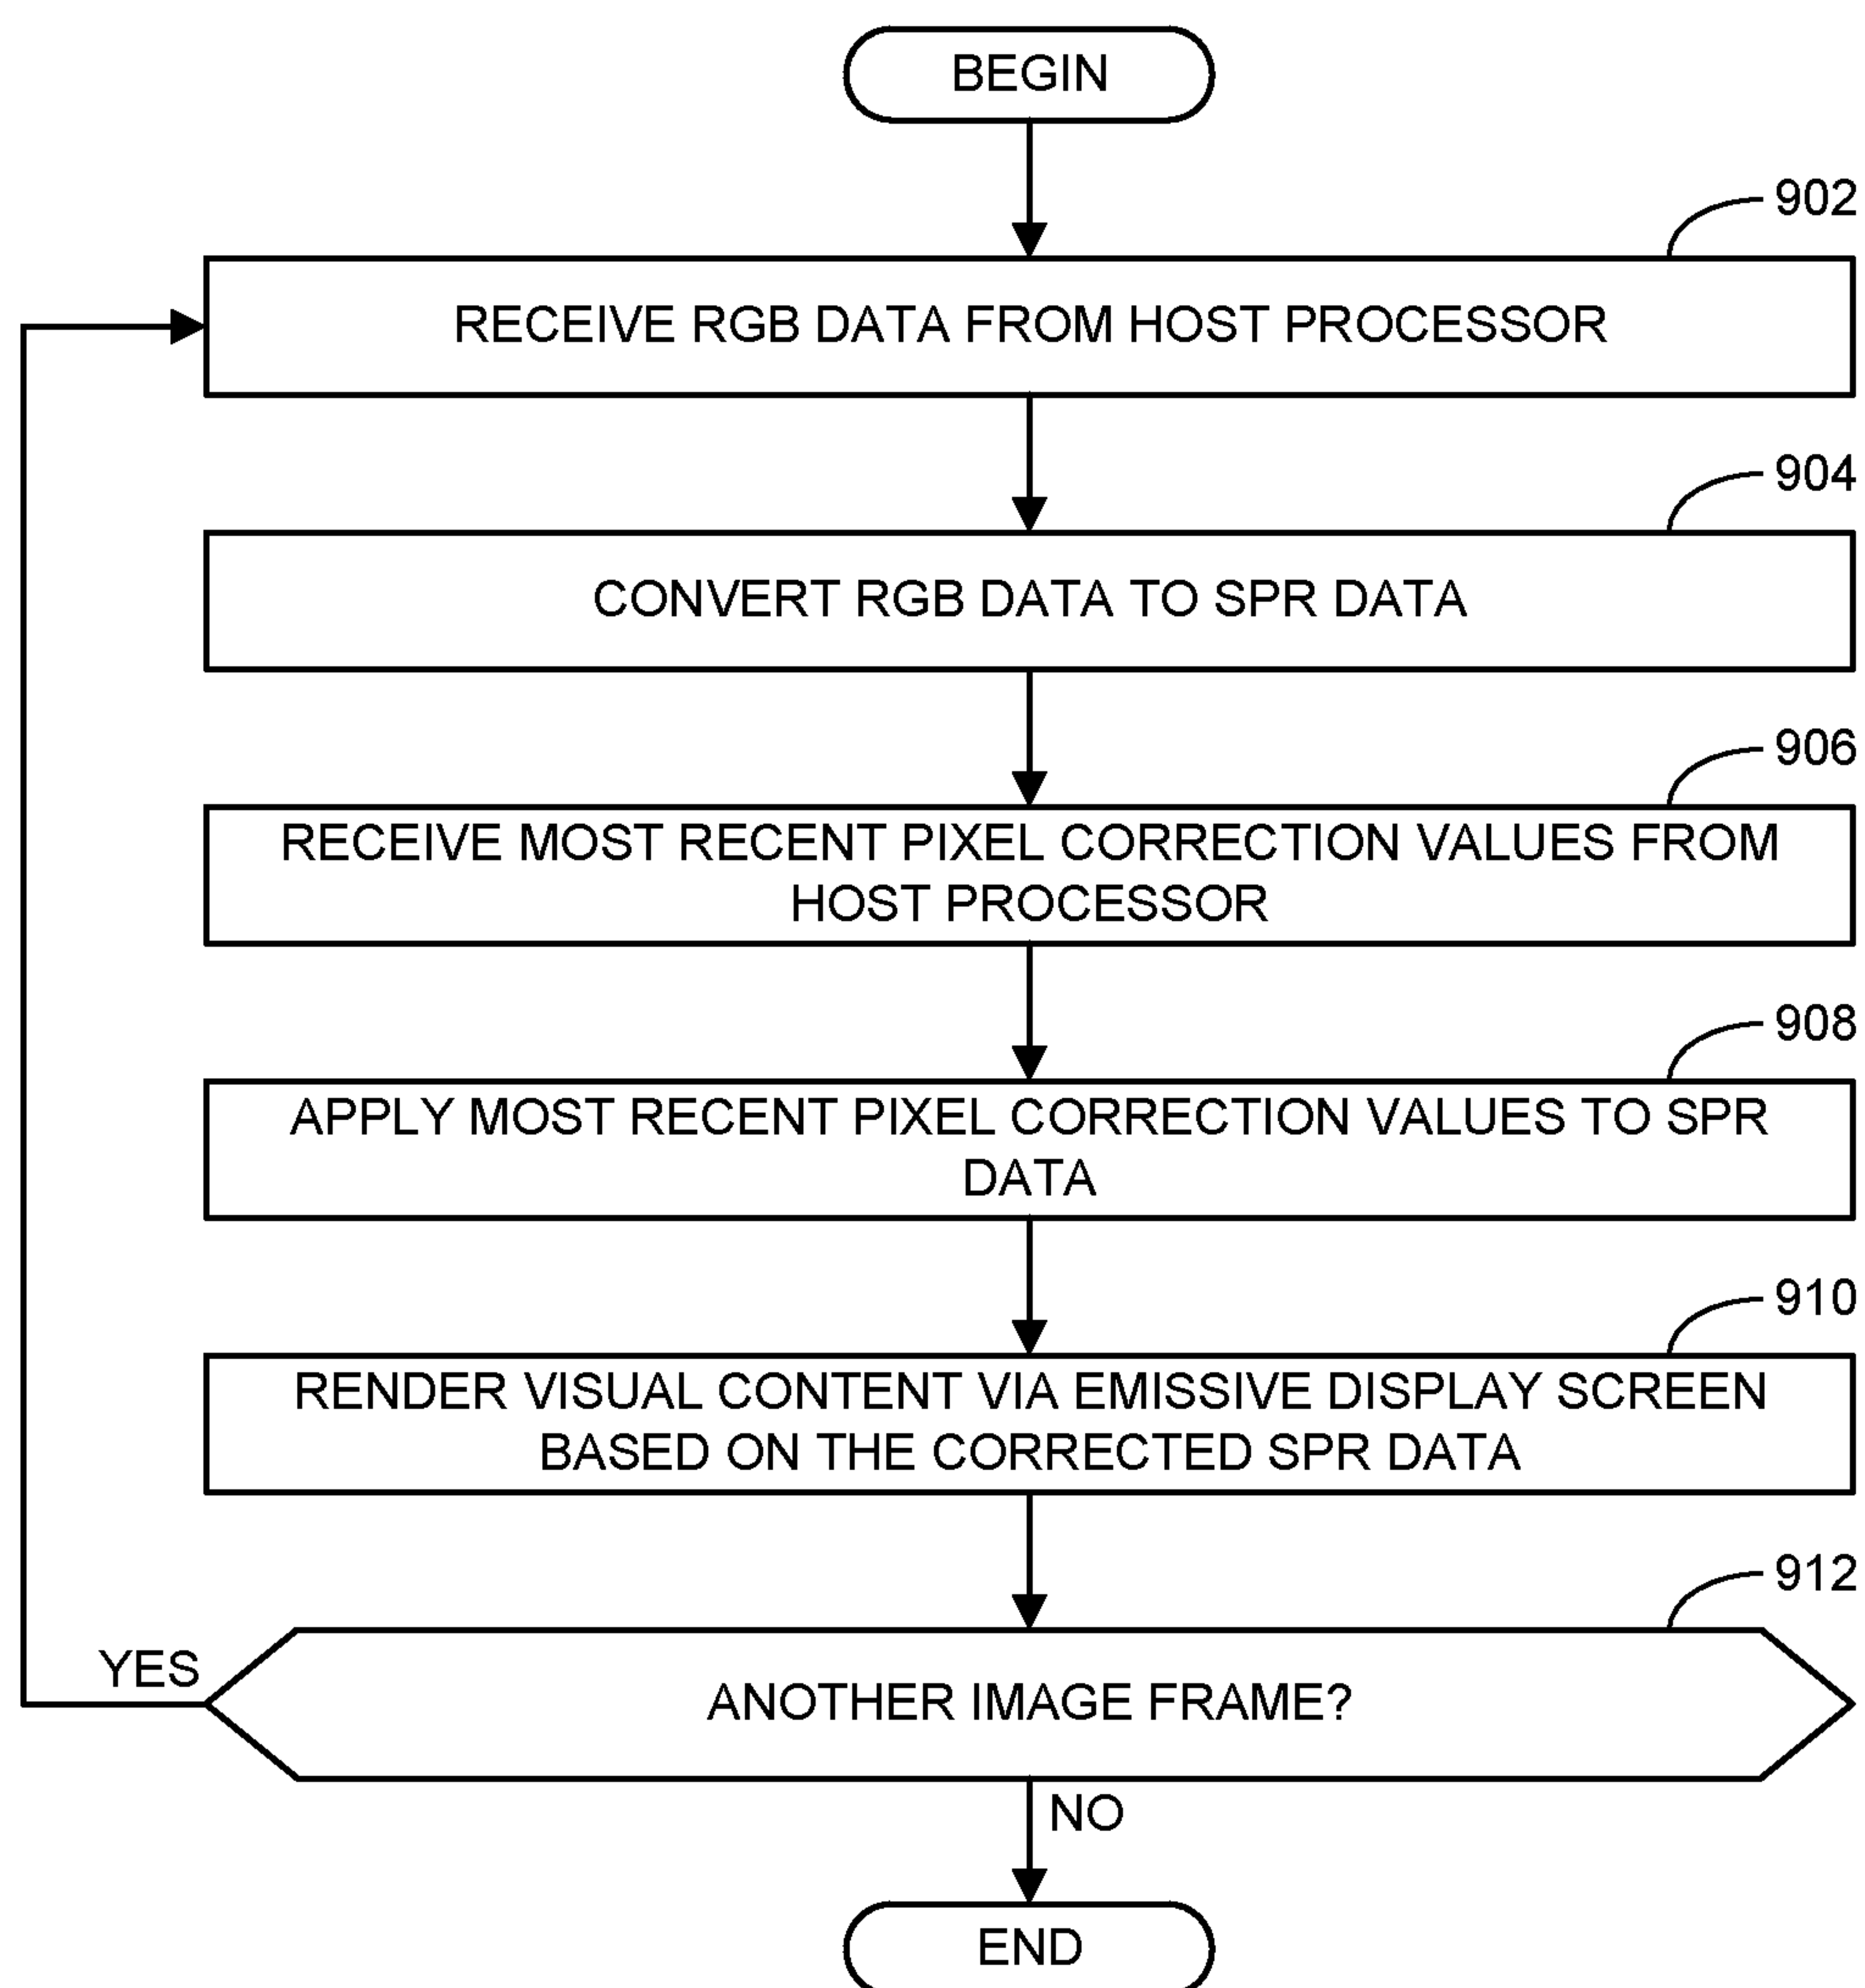 BEGIN
902
RECEIVE RGB DATA FROM HOST PROCESSOR
904
CONVERT RGB DATA TO SPR DATA
906
RECEIVE MOST RECENT PIXEL CORRECTION VALUES FROM
HOST PROCESSOR
908
APPLY MOST RECENT PIXEL CORRECTION VALUES TO SPR
DATA
910
RENDER VISUAL CONTENT VIA EMISSIVE DISPLAY SCREEN
BASED ON THE CORRECTED SPR DATA
912
YES
ANOTHER IMAGE FRAME?
NO
END